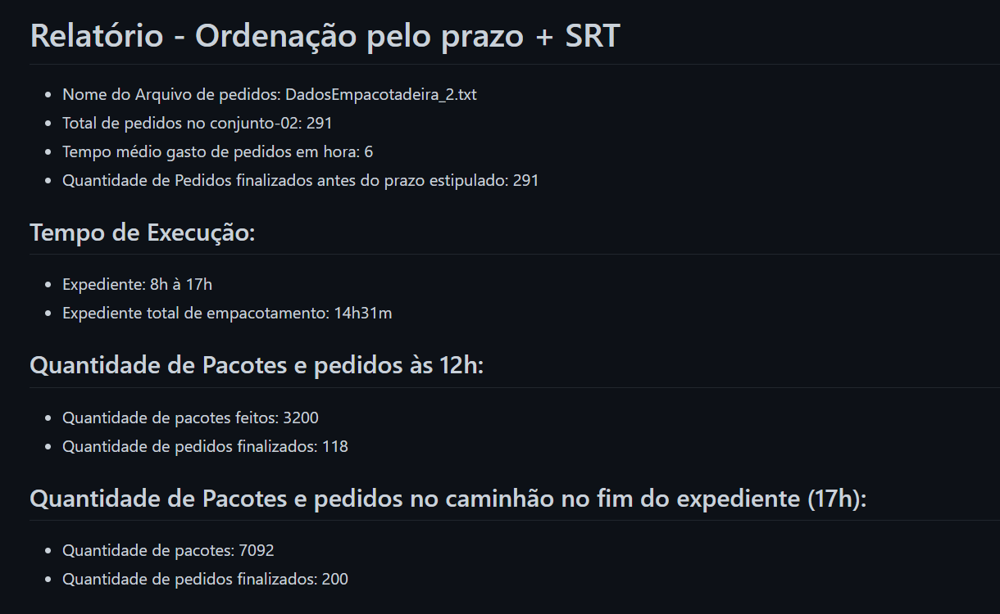 Relatório - Ordenação pelo prazo + SRT
Nome do Arquivo de pedidos: DadosEmpacotadeira_2.txt
Total de pedidos no conjunto-02: 291
Tempo médio gasto de pedidos em hora: 6
Quantidade de Pedidos finalizados antes do prazo estipulado: 291
Tempo de Execução:
Expediente: 8h à 17h
Expediente total de empacotamento: 14h31m
Quantidade de Pacotes e pedidos às 12h:
Quantidade de pacotes feitos: 3200
Quantidade de pedidos finalizados: 118
Quantidade de Pacotes e pedidos no caminhão no fim do expediente (17h):
Quantidade de pacotes: 7092
Quantidade de pedidos finalizados: 200